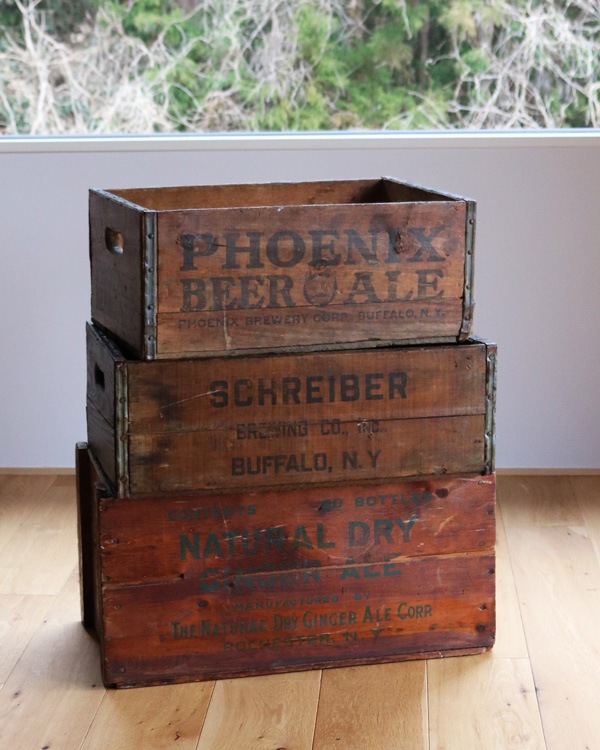 PHOENIX
BEER ALE
PHOENIX BREWERY CORP. BUFFALO, N.Y.
SCHREIBER
BREWING CO., INC.
BUFFALO, N.Y
CONTENTS BOTTLES
NATURAL DRY
GINGER ALE
MANUFACTURED BY
THE NATURAL DRY GINGER ALE CORP.
ROCHESTER, N.Y.